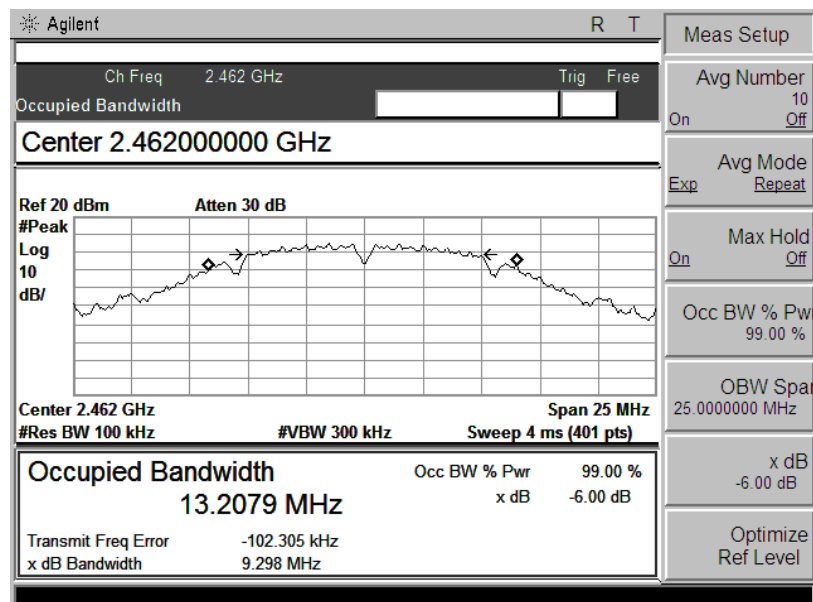 Agilent
R T
Ch Freq 2.462 GHz Trig Free
Occupied Bandwidth
Center 2.462000000 GHz
Ref 20 dBm Atten 30 dB
#Peak
Log
10
dB/
Center 2.462 GHz Span 25 MHz
#Res BW 100 kHz #VBW 300 kHz Sweep 4 ms (401 pts)
Occupied Bandwidth Occ BW % Pwr 99.00 %
13.2079 MHz x dB -6.00 dB
Transmit Freq Error -102.305 kHz
x dB Bandwidth 9.298 MHz
Meas Setup
Avg Number
10
On Off
Avg Mode
Exp Repeat
Max Hold
On Off
Occ BW % Pwr
99.00 %
OBW Span
25.0000000 MHz
x dB
-6.00 dB
Optimize
Ref Level